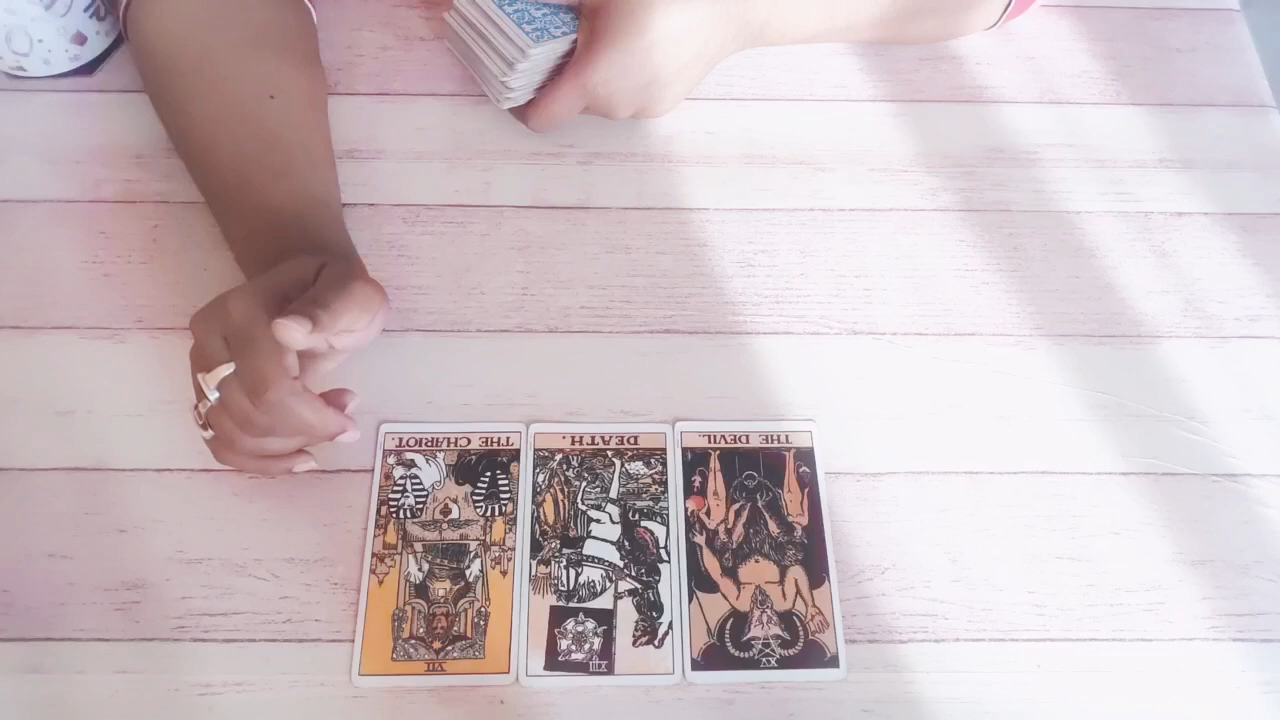 THE CHARIOT.
DEATH.
THE DEVIL.
VII
XIII
XV